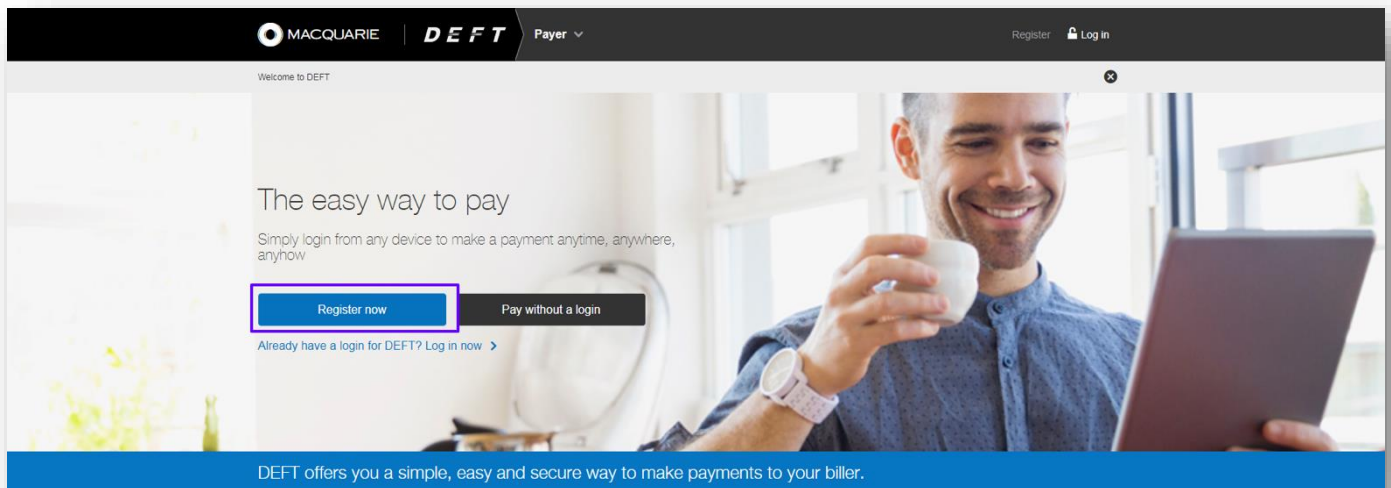 MACQUARIE DEFT Payer Register Log in
Welcome to DEFT
The easy way to pay
Simply login from any device to make a payment anytime, anywhere,
anyhow
Register now Pay without a login
Already have a login for DEFT? Log in now
DEFT offers you a simple, easy and secure way to make payments to your biller.